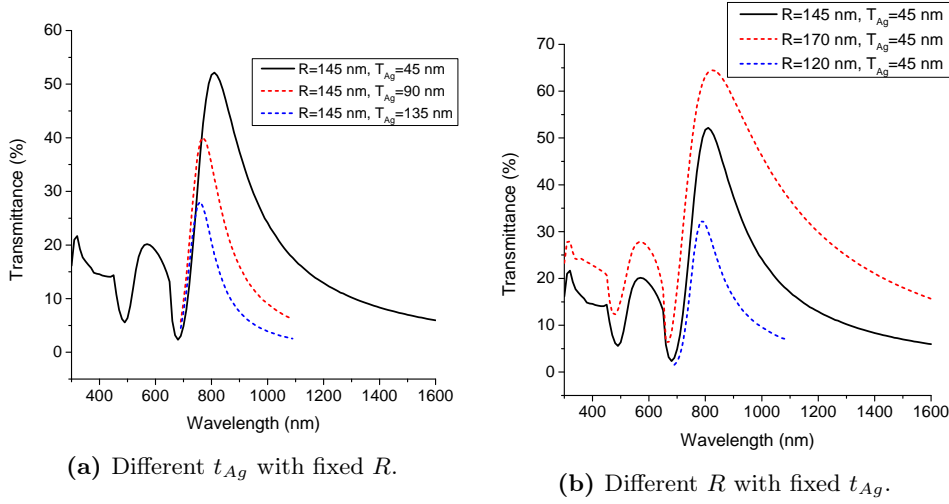 60
50
40
30
20
10
0
Transmittance (%)
R=145 nm, T_Ag=45 nm
R=145 nm, T_Ag=90 nm
R=145 nm, T_Ag=135 nm
400 600 800 1000 1200 1400 1600
Wavelength (nm)
(a) Different t_Ag with fixed R.
R=145 nm, T_Ag=45 nm
R=170 nm, T_Ag=45 nm
R=120 nm, T_Ag=45 nm
70
60
50
40
30
20
10
0
Transmittance (%)
400 600 800 1000 1200 1400 1600
Wavelength (nm)
(b) Different R with fixed t_Ag.